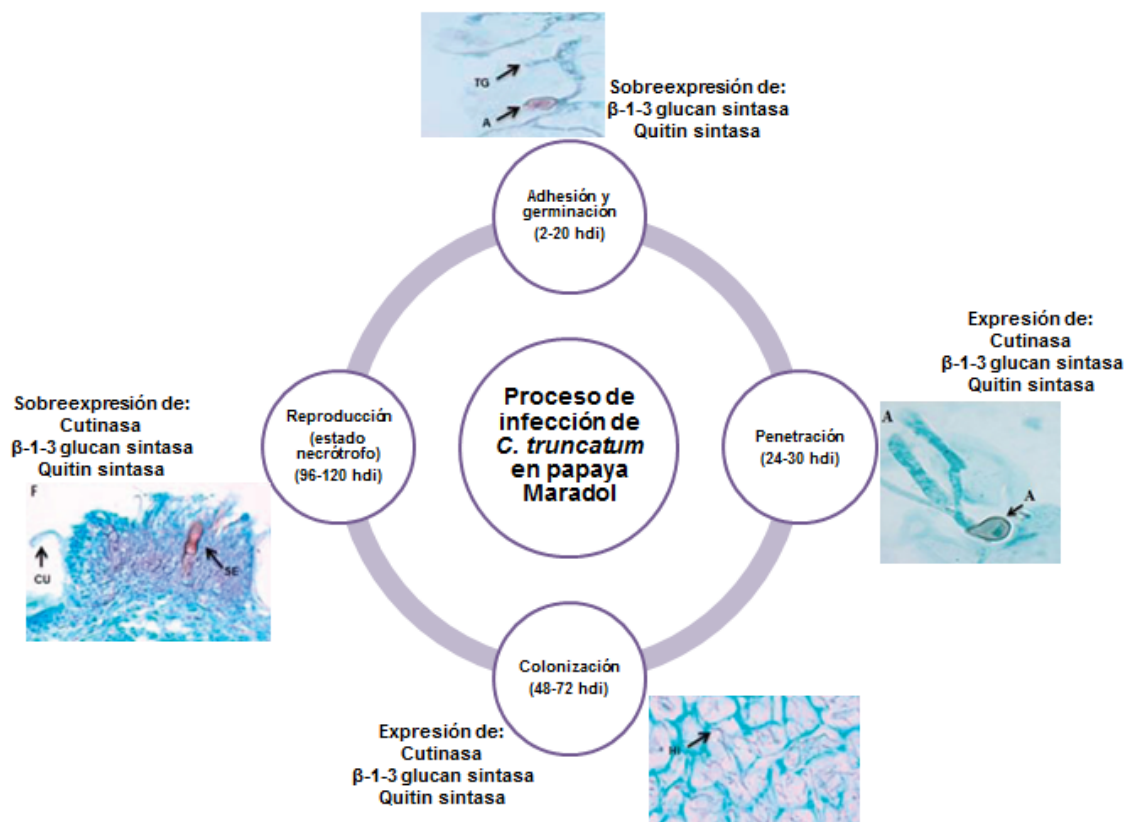 TG
A
Sobreexpresión de:
β-1-3 glucan sintasa
Quitin sintasa
Adhesión y
germinación
(2-20 hdi)
Expresión de:
Cutinasa
β-1-3 glucan sintasa
Quitin sintasa
A
A
Penetración
(24-30 hdi)
Proceso de
infección de
C. truncatum
en papaya
Maradol
Reproducción
(estado
necrótrofo)
(96-120 hdi)
Sobreexpresión de:
Cutinasa
β-1-3 glucan sintasa
Quitin sintasa
F
CU
SE
Colonización
(48-72 hdi)
Expresión de:
Cutinasa
β-1-3 glucan sintasa
Quitin sintasa
HI